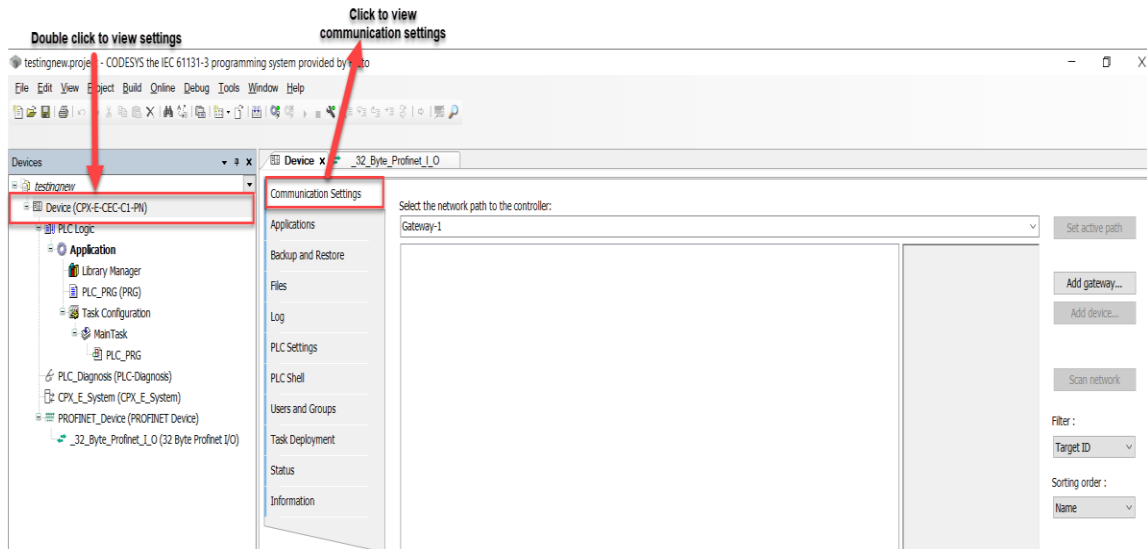 Click to view
communication settings
Double click to view settings
testingnew.project - CODESYS the IEC 61131-3 programming system provided by
File Edit View Project Build Online Debug Tools Window Help
Devices
Device x _32_Byte_Profinet_I_O
testingnew
Device (CPX-E-CEC-C1-PN)
PLC Logic
Application
Library Manager
PLC_PRG (PRG)
Task Configuration
MainTask
PLC_PRG
PLC_Diagnosis (PLC-Diagnosis)
CPX_E_System (CPX_E_System)
PROFINET_Device (PROFINET Device)
_32_Byte_Profinet_I_O (32 Byte Profinet I/O)
Communication Settings
Applications
Backup and Restore
Files
Log
PLC Settings
PLC Shell
Users and Groups
Task Deployment
Status
Information
Select the network path to the controller:
Gateway-1
Set active path
Add gateway...
Add device...
Scan network
Filter :
Target ID
Sorting order :
Name